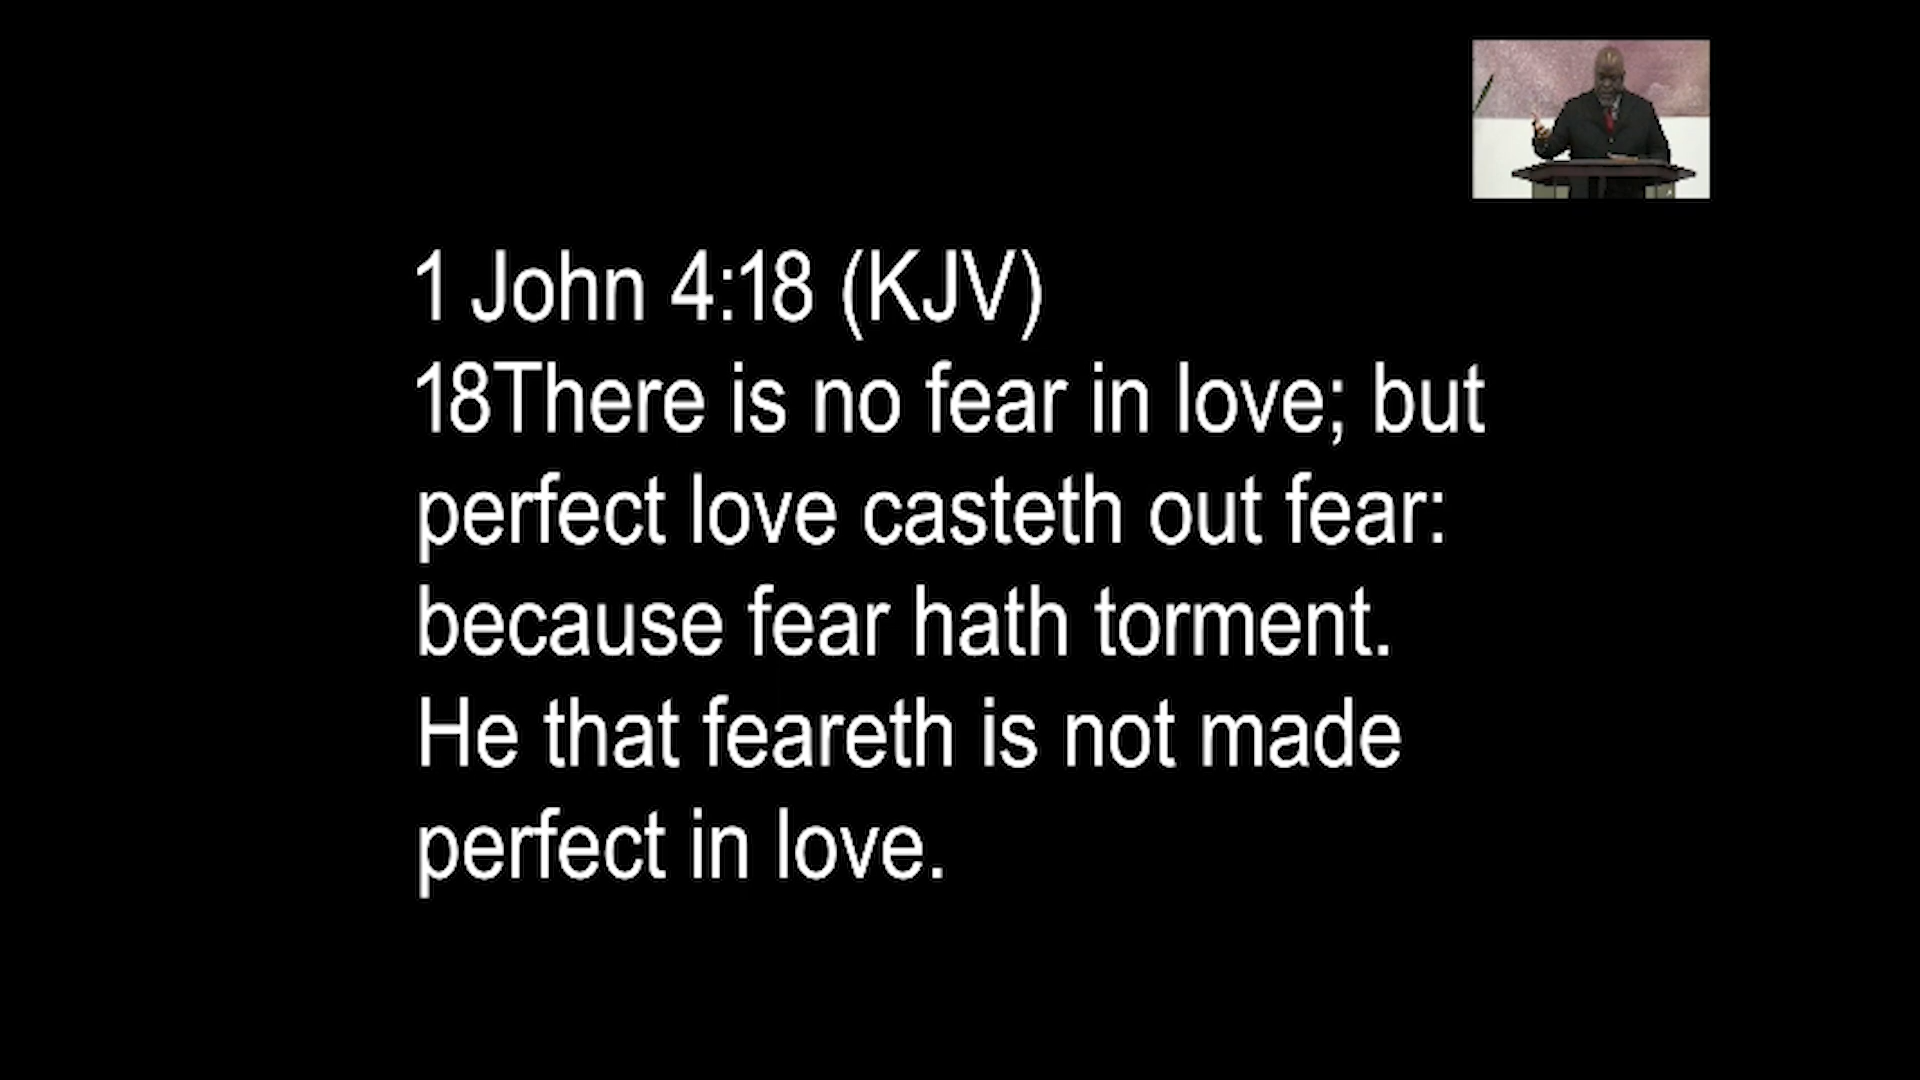 1 John 4:18 (KJV)
18There is no fear in love; but
perfect love casteth out fear:
because fear hath torment.
He that feareth is not made
perfect in love.